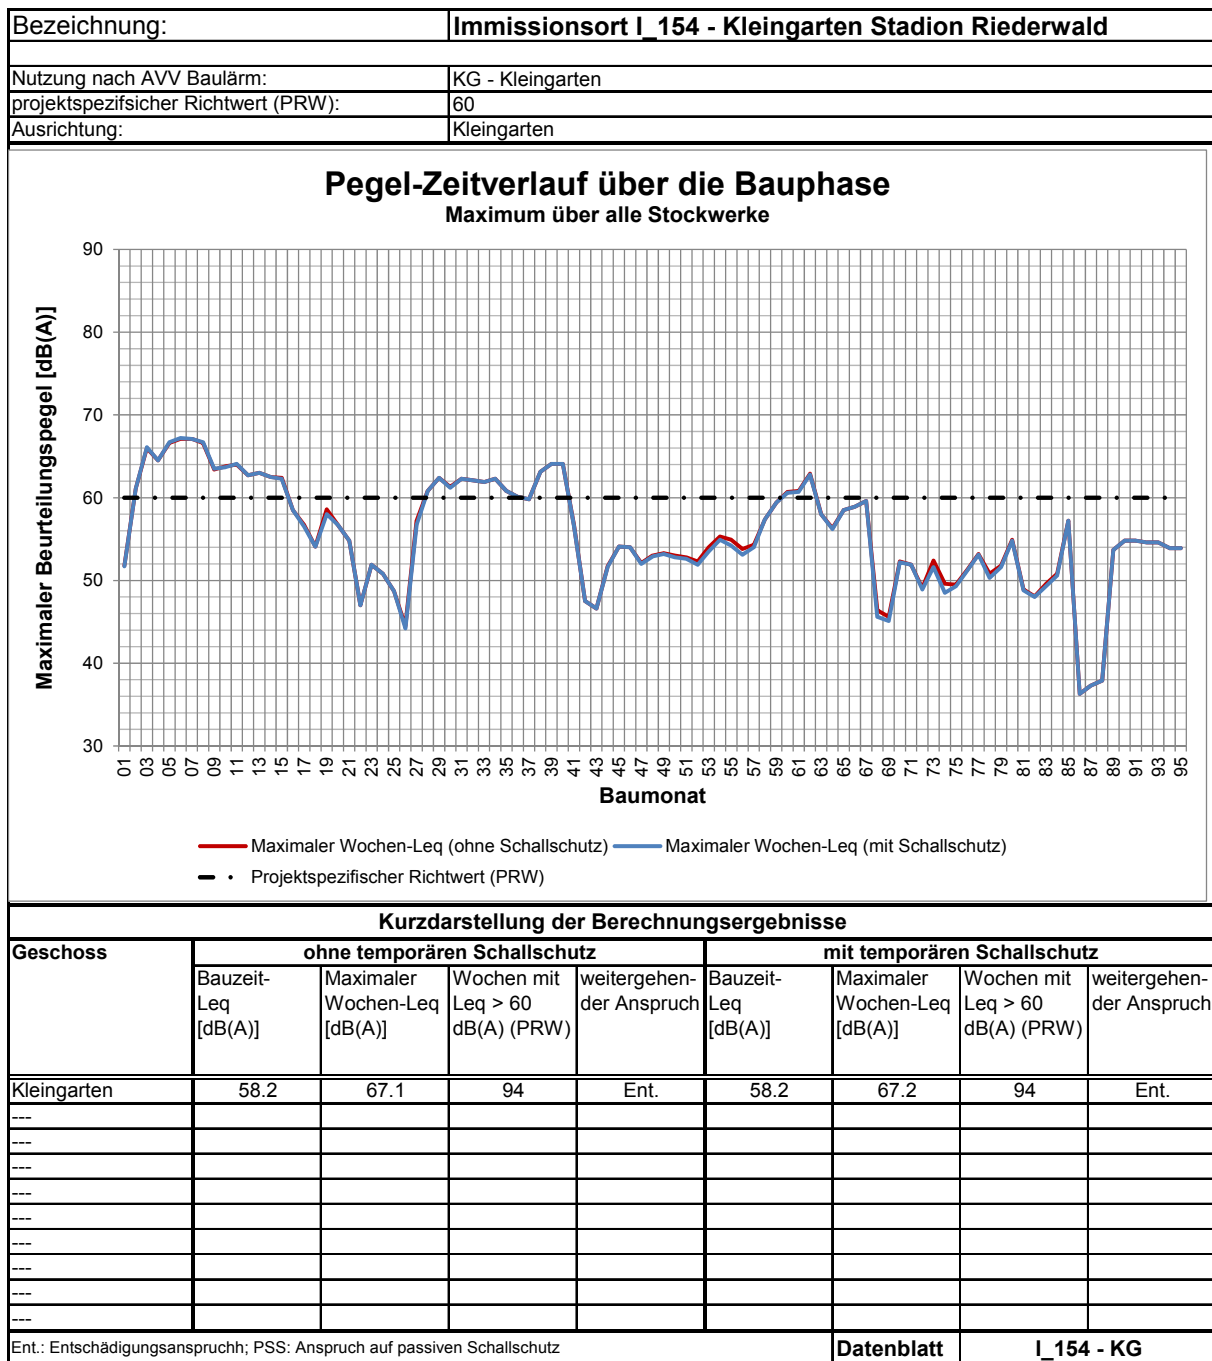 Bezeichnung: Immissionsort I_154 - Kleingarten Stadion Riederwald
Nutzung nach AVV Baulärm: KG - Kleingarten
projektspezifsicher Richtwert (PRW): 60
Ausrichtung: Kleingarten
Pegel-Zeitverlauf über die Bauphase
Maximum über alle Stockwerke
Maximaler Beurteilungspegel [dB(A)]
90
80
70
60
50
40
30
01 03 05 07 09 11 13 15 17 19 21 23 25 27 29 31 33 35 37 39 41 43 45 47 49 51 53 55 57 59 61 63 65 67 69 71 73 75 77 79 81 83 85 87 89 91 93 95
Baumonat
Maximaler Wochen-Leq (ohne Schallschutz) Maximaler Wochen-Leq (mit Schallschutz)
Projektspezifischer Richtwert (PRW)
Kurzdarstellung der Berechnungsergebnisse
Geschoss ohne temporären Schallschutz mit temporären Schallschutz
Bauzeit- Maximaler Wochen mit weitergehen- Bauzeit- Maximaler Wochen mit weitergehen-
Leq Wochen-Leq Leq > 60 der Anspruch Leq Wochen-Leq Leq > 60 der Anspruch
[dB(A)] [dB(A)] dB(A) (PRW) [dB(A)] [dB(A)] dB(A) (PRW)
Kleingarten 58.2 67.1 94 Ent. 58.2 67.2 94 Ent.
---
---
---
---
---
---
---
---
---
Ent.: Entschädigungsanspruchh; PSS: Anspruch auf passiven Schallschutz Datenblatt I_154 - KG